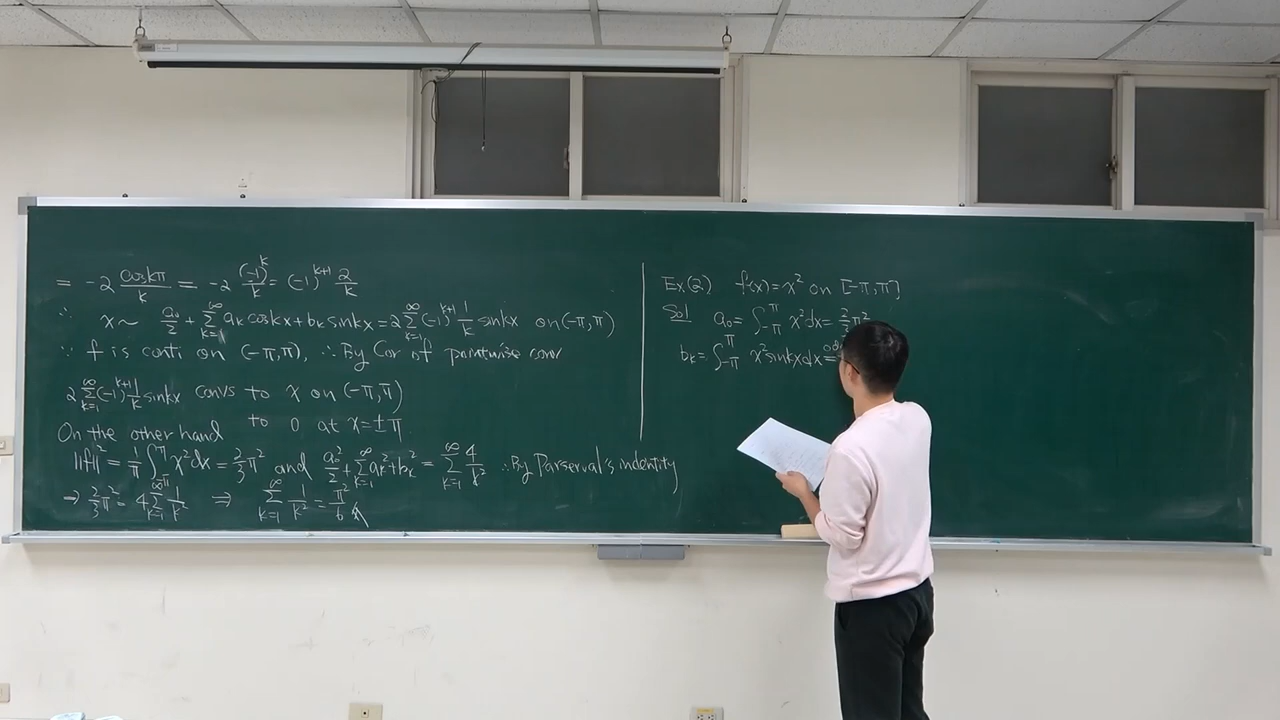 = -2 cos kπ / k = -2 (-1)^k / k = (-1)^{k+1} 2/k
∴ x ~ a₀/2 + Σ_{k=1}^∞ aₖ cos kx + bₖ sin kx = 2 Σ_{k=1}^∞ (-1)^{k+1} 1/k sin kx on (-π, π)
∵ f is conti on (-π, π), ∴ By Cor of pointwise conv
2 Σ_{k=1}^∞ (-1)^{k+1} 1/k sin kx convs to x on (-π, π)
to 0 at x = ±π
On the other hand
||f||² = 1/π ∫_{-π}^{π} x² dx = 2/3 π² and a₀²/2 + Σ_{k=1}^∞ aₖ² + bₖ² = Σ_{k=1}^∞ 4/k² ∴ By Parserval's indentity
⇒ 2/3 π² = 4 Σ_{k=1}^∞ 1/k² ⇒ Σ_{k=1}^∞ 1/k² = π²/6
Ex(2) f(x) = x² on [-π, π]
Sol a₀ = ∫_{-π}^{π} x² dx = 2/3 π²
bₖ = ∫_{-π}^{π} x² sin kx dx =